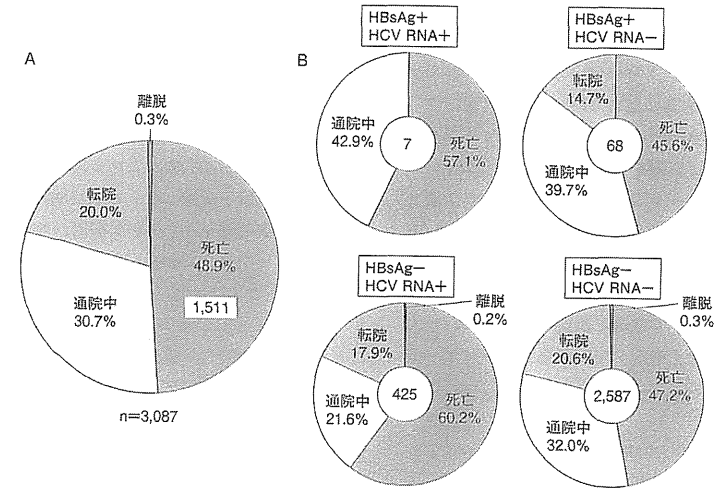 A
離脱
0.3%
転院
20.0%
死亡
48.9%
1,511
通院中
30.7%
n=3,087
B
HBsAg+
HCV RNA+
通院中
42.9%
7
死亡
57.1%
HBsAg+
HCV RNA−
転院
14.7%
68
死亡
45.6%
通院中
39.7%
HBsAg−
HCV RNA+
離脱
0.2%
転院
17.9%
425
死亡
60.2%
通院中
21.6%
HBsAg−
HCV RNA−
離脱
0.3%
転院
20.6%
2,587
死亡
47.2%
通院中
32.0%